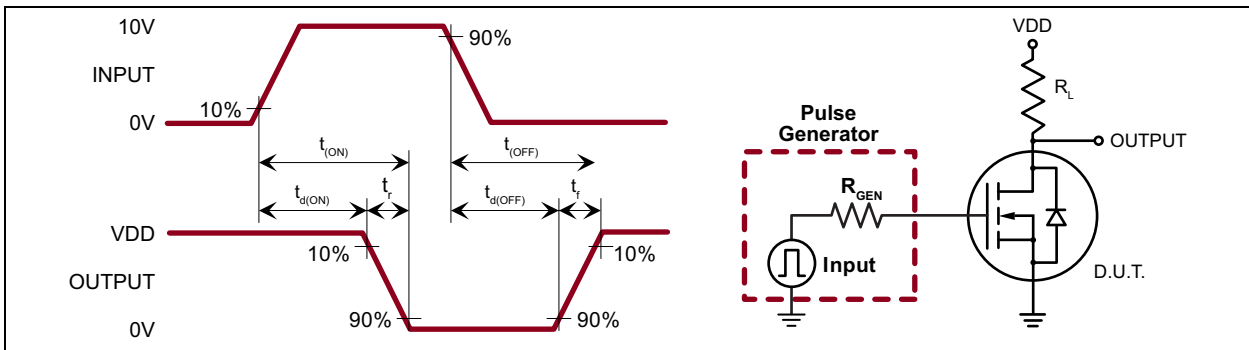 10V
INPUT
0V
10%
90%
t(ON)
t(OFF)
td(ON)
tr
td(OFF)
tf
VDD
OUTPUT
0V
10%
90%
90%
10%
VDD
RL
OUTPUT
Pulse
Generator
RGEN
Input
D.U.T.